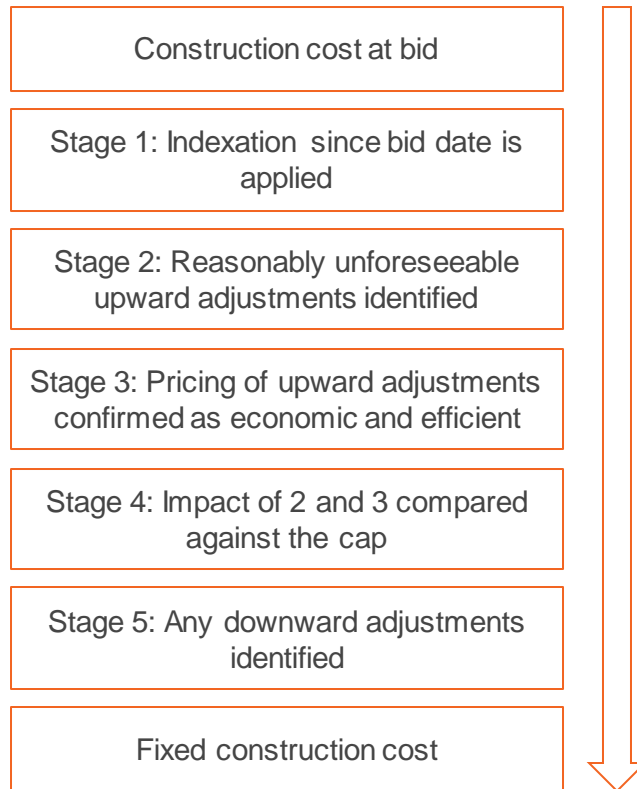 Construction cost at bid
Stage 1: Indexation since bid date is
applied
Stage 2: Reasonably unforeseeable
upward adjustments identified
Stage 3: Pricing of upward adjustments
confirmed as economic and efficient
Stage 4: Impact of 2 and 3 compared
against the cap
Stage 5: Any downward adjustments
identified
Fixed construction cost